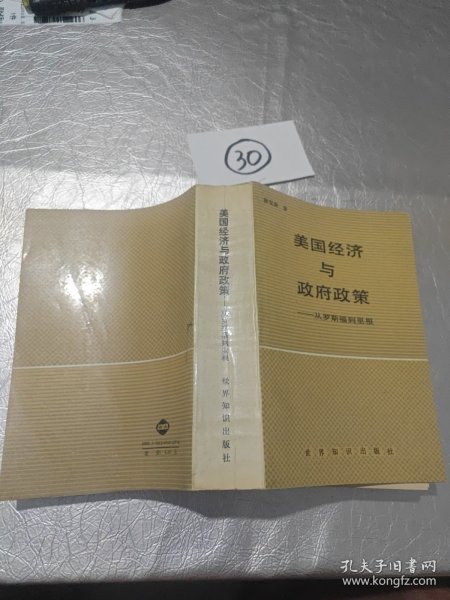 30
美国经济
与
政府政策
——从罗斯福到里根
世界知识出版社
美国经济与政府政策
世界知识出版社
孔夫子旧书网
www.kongfz.com